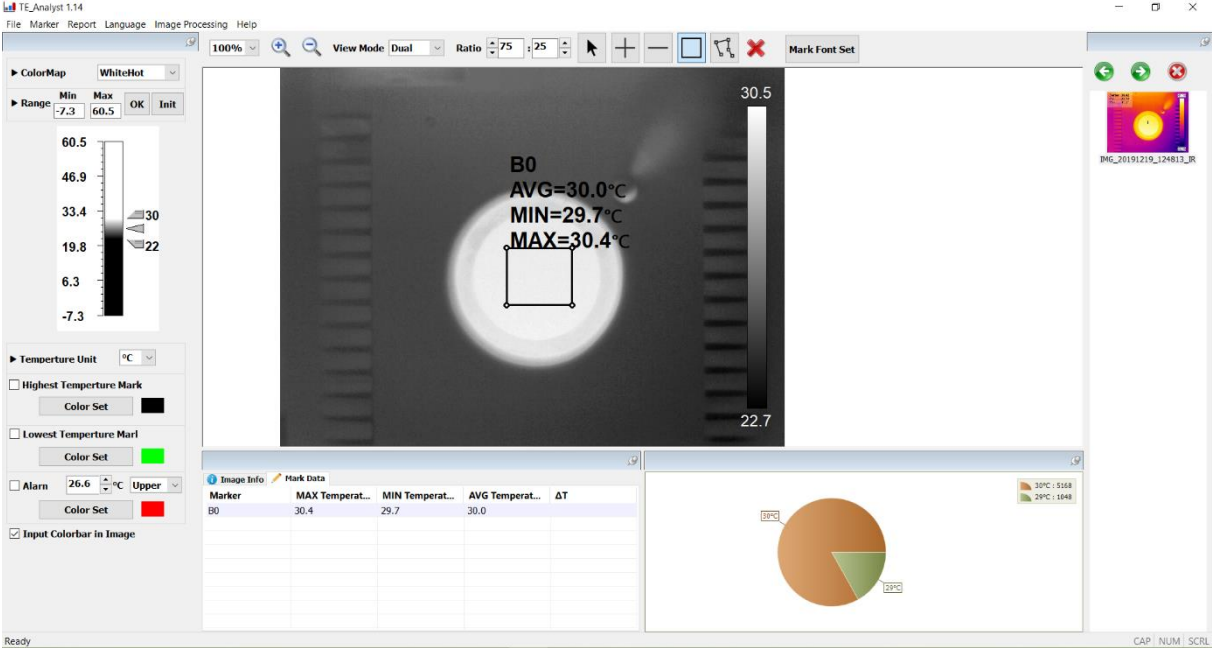 TE_Analyst 1.14
File Marker Report Language Image Processing Help
100% View Mode Dual Ratio 75 : 25 Mark Font Set
ColorMap WhiteHot
Range Min Max
-7.3 60.5 OK Init
60.5
46.9
33.4
19.8
6.3
-7.3
30
22
Temperture Unit °C
Highest Temperture Mark
Color Set
Lowest Temperture Marl
Color Set
Alarn 26.6 °C Upper
Color Set
Input Colorbar in Image
30.5
B0
AVG=30.0°C
MIN=29.7°C
MAX=30.4°C
22.7
IMG_20191219_124813_IR
Image Info Mark Data
Marker MAX Temperat... MIN Temperat... AVG Temperat... ΔT
B0 30.4 29.7 30.0
30°C : 5168
29°C : 1048
30°C
29°C
Ready
CAP NUM SCRL